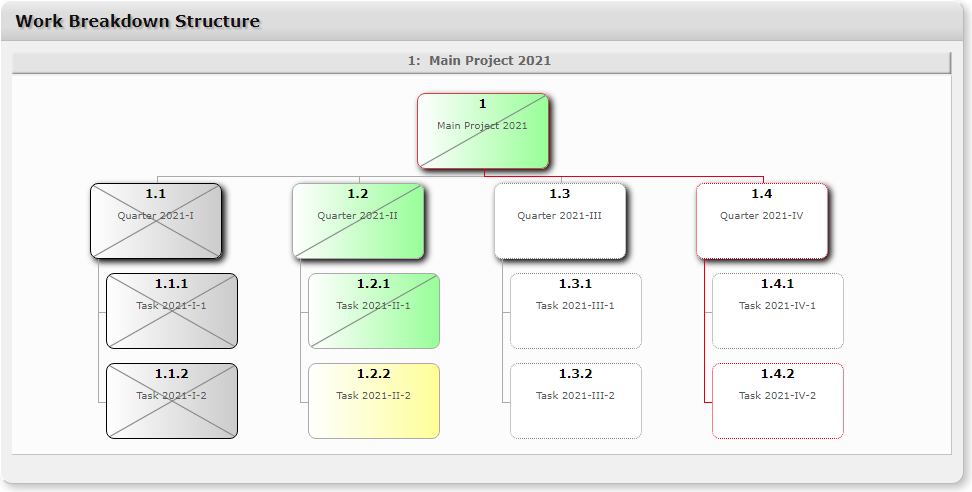 Work Breakdown Structure
1:  Main Project 2021
1
Main Project 2021
1.1
Quarter 2021-I
1.2
Quarter 2021-II
1.3
Quarter 2021-III
1.4
Quarter 2021-IV
1.1.1
Task 2021-I-1
1.2.1
Task 2021-II-1
1.3.1
Task 2021-III-1
1.4.1
Task 2021-IV-1
1.1.2
Task 2021-I-2
1.2.2
Task 2021-II-2
1.3.2
Task 2021-III-2
1.4.2
Task 2021-IV-2